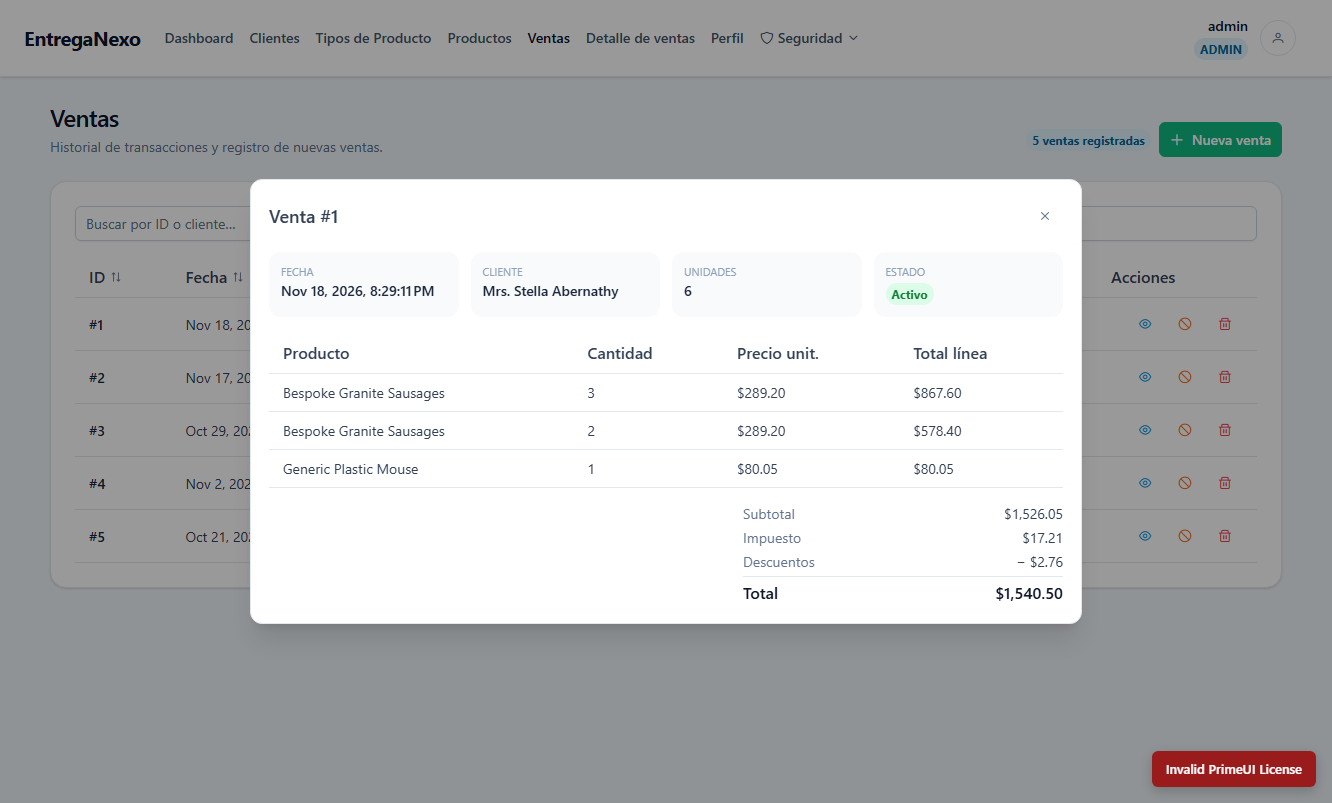 EntregaNexo Dashboard Clientes Tipos de Producto Productos Ventas Detalle de ventas Perfil Seguridad admin
ADMIN
Ventas
Historial de transacciones y registro de nuevas ventas.
5 ventas registradas + Nueva venta
Buscar por ID o cliente...
ID Fecha Acciones
#1 Nov 18, 20
#2 Nov 17, 20
#3 Oct 29, 20
#4 Nov 2, 202
#5 Oct 21, 20
Venta #1
FECHA CLIENTE UNIDADES ESTADO
Nov 18, 2026, 8:29:11 PM Mrs. Stella Abernathy 6 Activo
Producto Cantidad Precio unit. Total línea
Bespoke Granite Sausages 3 $289.20 $867.60
Bespoke Granite Sausages 2 $289.20 $578.40
Generic Plastic Mouse 1 $80.05 $80.05
Subtotal $1,526.05
Impuesto $17.21
Descuentos − $2.76
Total $1,540.50
Invalid PrimeUI License